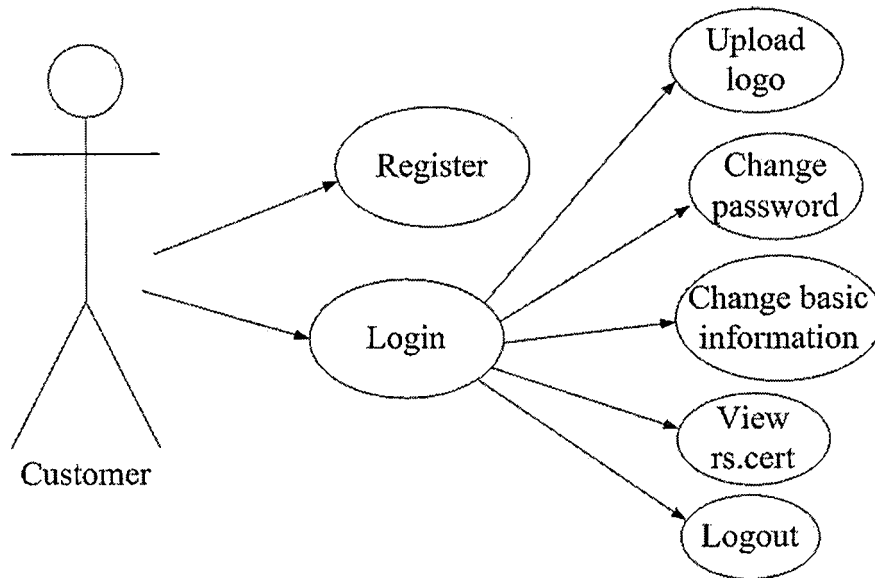 Upload
logo
Register
Change
password
Login
Change basic
information
View
rs.cert
Customer
Logout